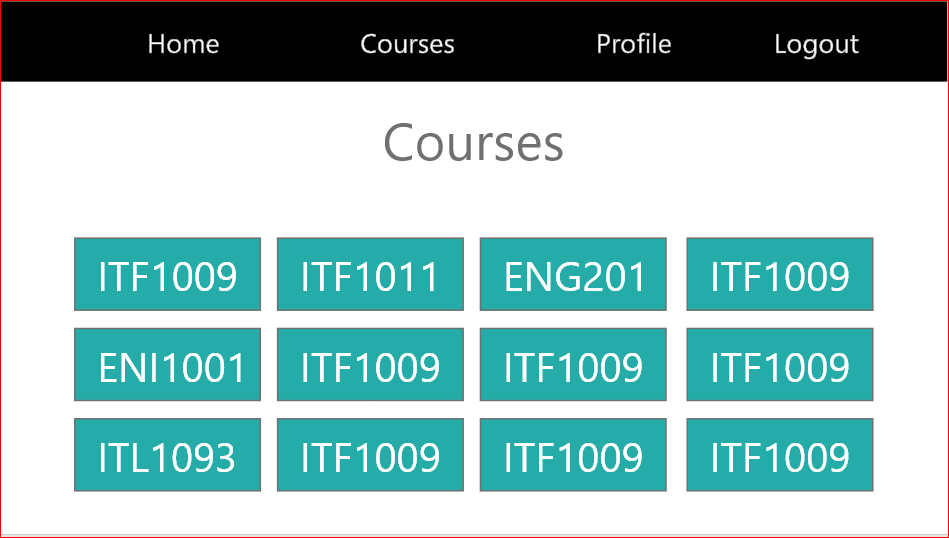 Home Courses Profile Logout
Courses
ITF1009 ITF1011 ENG201 ITF1009
ENI1001 ITF1009 ITF1009 ITF1009
ITL1093 ITF1009 ITF1009 ITF1009